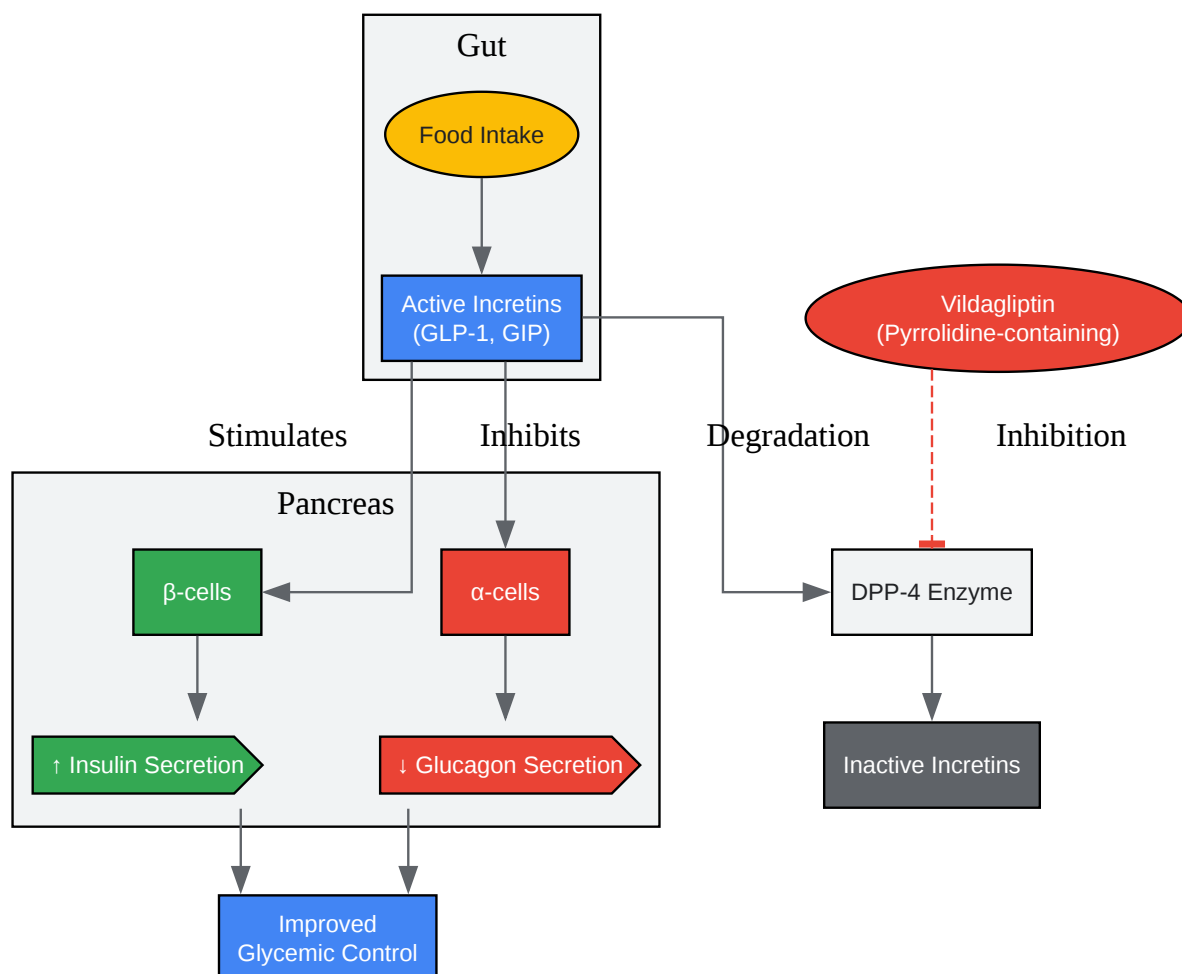 Gut
Food Intake
Active Incretins
(GLP-1, GIP)
Vildagliptin
(Pyrrolidine-containing)
Stimulates
Inhibits
Degradation
Inhibition
Pancreas
β-cells
α-cells
DPP-4 Enzyme
↑ Insulin Secretion
↓ Glucagon Secretion
Inactive Incretins
Improved
Glycemic Control